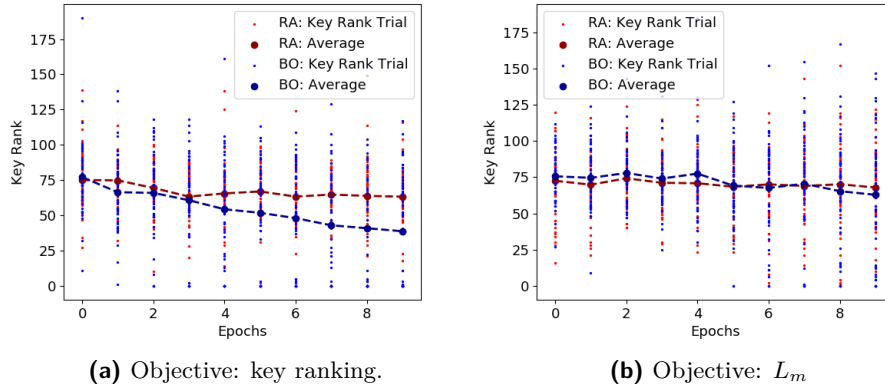 RA: Key Rank Trial
RA: Average
BO: Key Rank Trial
BO: Average
175
150
125
100
75
50
25
0
Key Rank
0 2 4 6 8
Epochs
(a) Objective: key ranking.
RA: Key Rank Trial
RA: Average
BO: Key Rank Trial
BO: Average
175
150
125
100
75
50
25
0
Key Rank
0 2 4 6 8
Epochs
(b) Objective: Lm